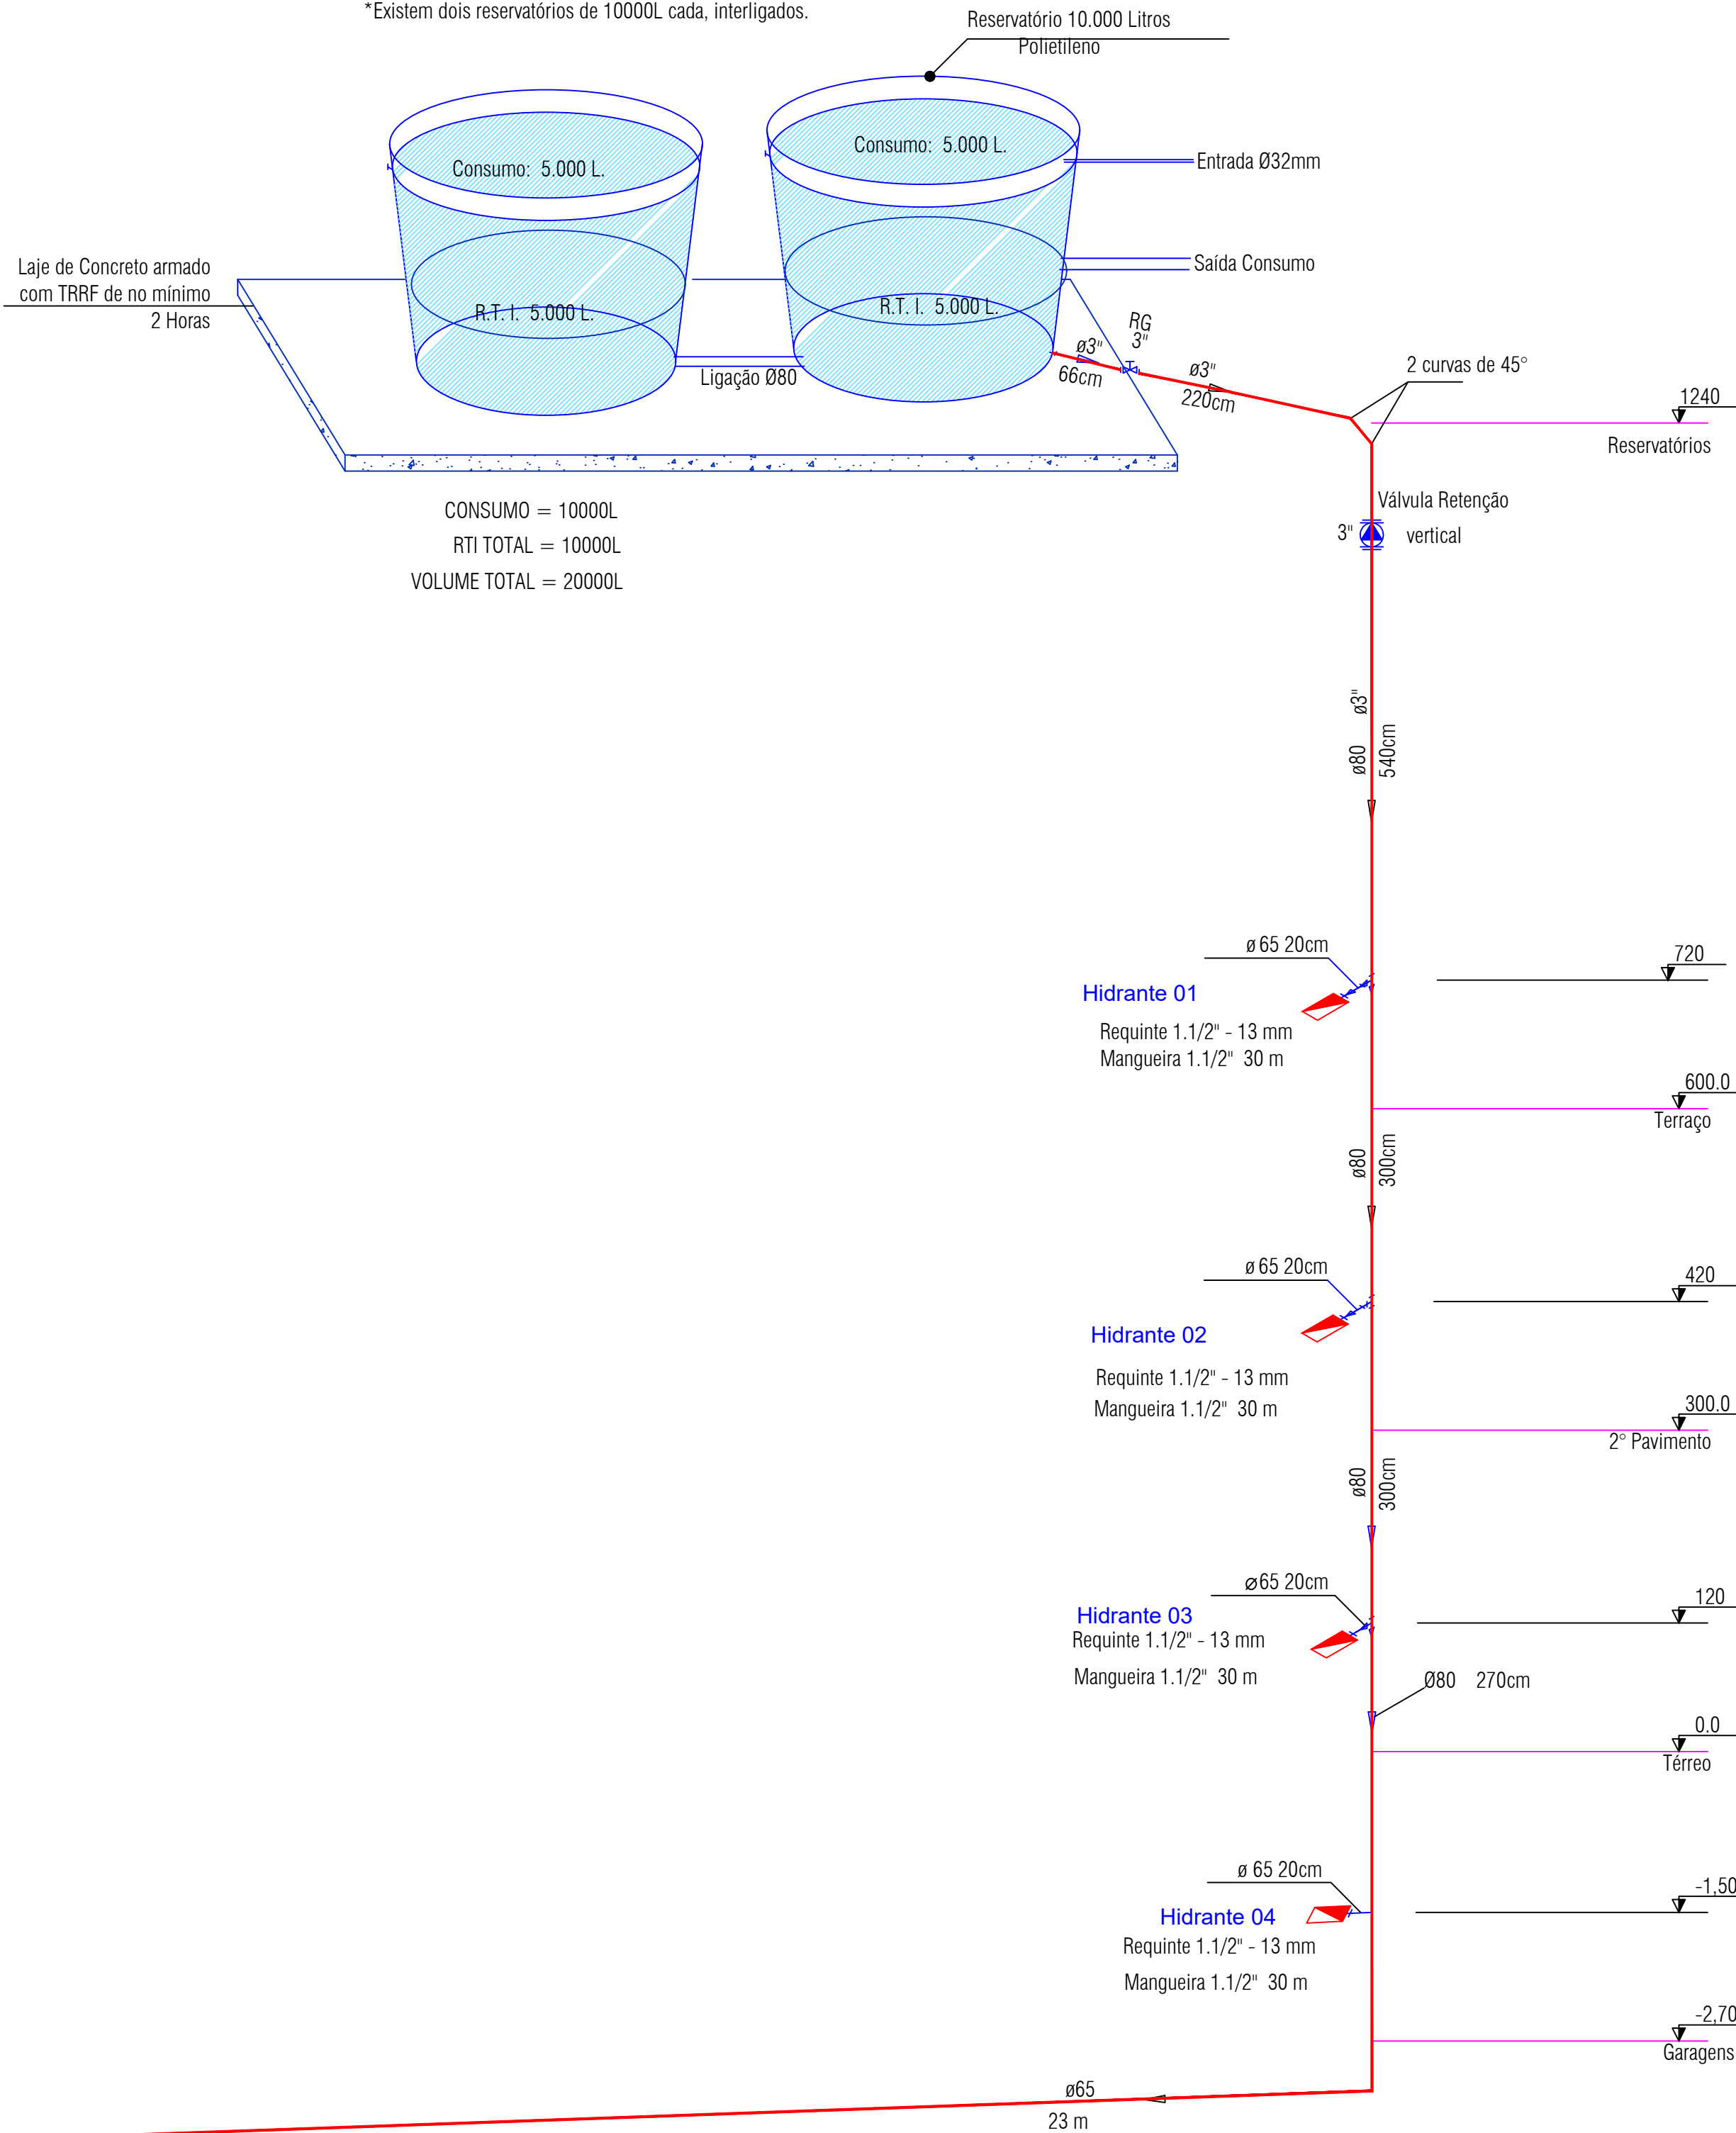 *Existem dois reservatórios de 10000L cada, interligados.
Reservatório 10.000 Litros
Polietileno
Consumo: 5.000 L.
Consumo: 5.000 L.
Entrada Ø32mm
Saída Consumo
Laje de Concreto armado
com TRRF de no mínimo
2 Horas
R.T. I. 5.000 L.
R.T. I. 5.000 L.
Ligação Ø80
ø3"
66cm
RG
3"
ø3"
220cm
2 curvas de 45°
1240
Reservatórios
CONSUMO = 10000L
RTI TOTAL = 10000L
VOLUME TOTAL = 20000L
Válvula Retenção
3" vertical
ø80 ø3"
540cm
ø 65 20cm
720
Hidrante 01
Requinte 1.1/2" - 13 mm
Mangueira 1.1/2" 30 m
600.0
Terraço
ø80
300cm
ø 65 20cm
420
Hidrante 02
Requinte 1.1/2" - 13 mm
Mangueira 1.1/2" 30 m
300.0
2° Pavimento
ø80
300cm
ø65 20cm
120
Hidrante 03
Requinte 1.1/2" - 13 mm
Mangueira 1.1/2" 30 m
Ø80 270cm
0.0
Térreo
ø 65 20cm
-1,50
Hidrante 04
Requinte 1.1/2" - 13 mm
Mangueira 1.1/2" 30 m
-2,70
Garagens
ø65
23 m